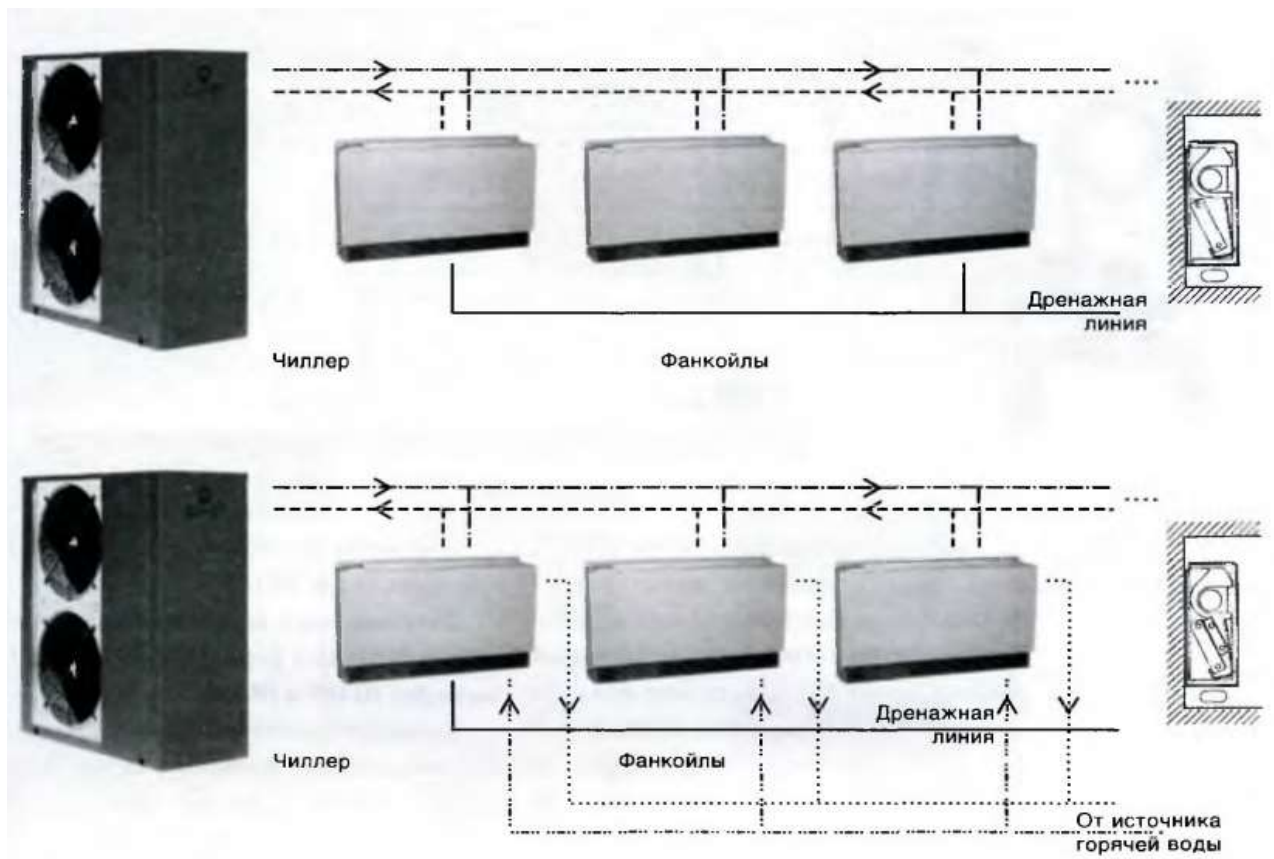 Дренажная
линия
Чиллер
Фанкойлы
Дренажная
линия
Чиллер
Фанкойлы
От источника
горячей воды